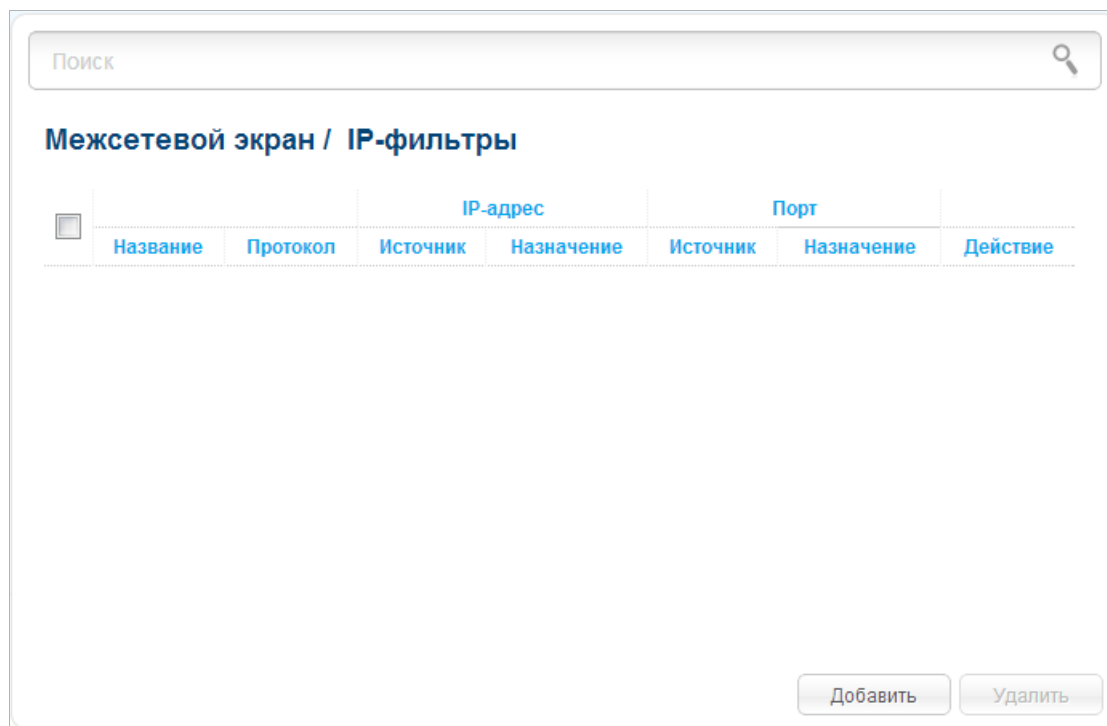 Поиск
Межсетевой экран / IP-фильтры
IP-адрес Порт
Название Протокол Источник Назначение Источник Назначение Действие
Добавить Удалить